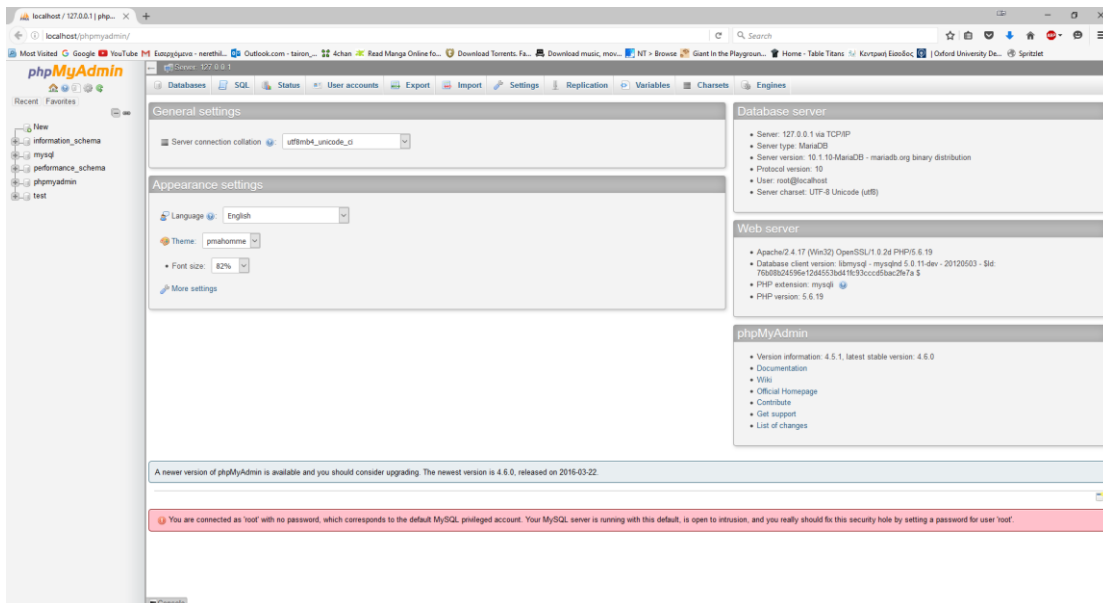 localhost / 127.0.0.1 | php...
localhost/phpmyadmin/
Search
Most Visited Google YouTube Εισερχόμενα - nerethil... Outlook.com - tairon_... 4chan Read Manga Online fo... Download Torrents. Fa... Download music, mov... NT > Browse Giant In the Playgroun... Home - Table Titans Κεντρική Είσοδος | Oxford University De... Spritzlet
phpMyAdmin
Recent Favorites
New
information_schema
mysql
performance_schema
phpmyadmin
test
Server: 127.0.0.1
Databases SQL Status User accounts Export Import Settings Replication Variables Charsets Engines
General settings
Server connection collation : utf8mb4_unicode_ci
Appearance settings
Language : English
Theme: pmahomme
• Font size: 82%
More settings
Database server
• Server: 127.0.0.1 via TCP/IP
• Server type: MariaDB
• Server version: 10.1.10-MariaDB - mariadb.org binary distribution
• Protocol version: 10
• User: root@localhost
• Server charset: UTF-8 Unicode (utf8)
Web server
• Apache/2.4.17 (Win32) OpenSSL/1.0.2d PHP/5.6.19
• Database client version: libmysql - mysqlnd 5.0.11-dev - 20120503 - $Id:
76b08b24596e12d4553bd41fc93cccd5bac2fe7a $
• PHP extension: mysqli
• PHP version: 5.6.19
phpMyAdmin
• Version information: 4.5.1, latest stable version: 4.6.0
• Documentation
• Wiki
• Official Homepage
• Contribute
• Get support
• List of changes
A newer version of phpMyAdmin is available and you should consider upgrading. The newest version is 4.6.0, released on 2016-03-22.
You are connected as 'root' with no password, which corresponds to the default MySQL privileged account. Your MySQL server is running with this default, is open to intrusion, and you really should fix this security hole by setting a password for user 'root'.
Console